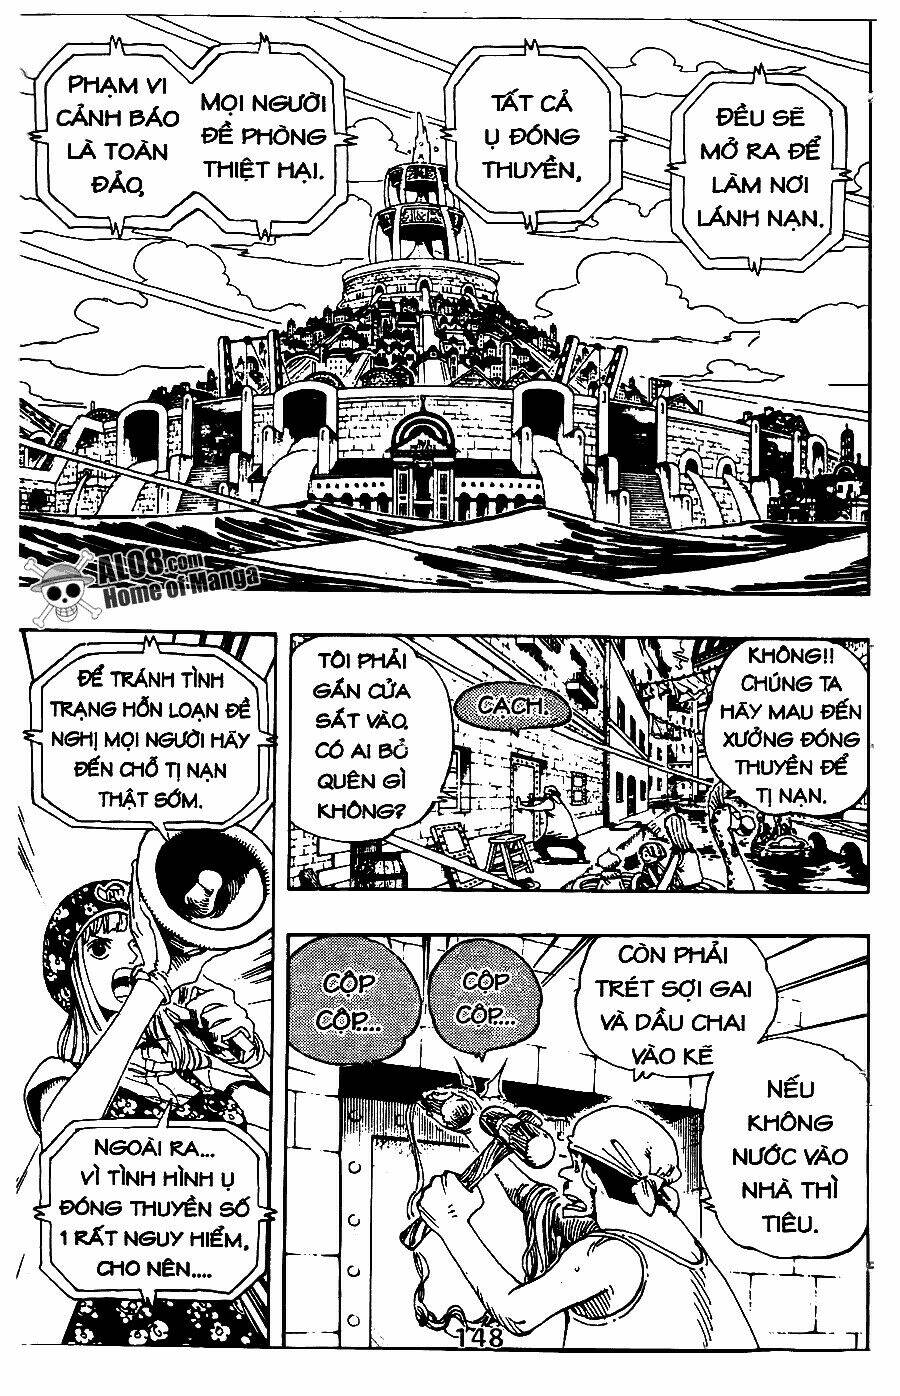 PHẠM VI
CẢNH BÁO
LÀ TOÀN
ĐẢO,
MỌI NGƯỜI
ĐỀ PHÒNG
THIỆT HẠI.
TẤT CẢ
Ụ ĐÓNG
THUYỀN,
ĐỀU SẼ
MỞ RA ĐỂ
LÀM NƠI
LÁNH NẠN.
ALO8.com
Home of Manga
ĐỂ TRÁNH TÌNH
TRẠNG HỖN LOẠN ĐỀ
NGHỊ MỌI NGƯỜI HÃY
ĐẾN CHỖ TỊ NẠN
THẬT SỚM.
NGOÀI RA...
VÌ TÌNH HÌNH Ụ
ĐÓNG THUYỀN SỐ
1 RẤT NGUY HIỂM,
CHO NÊN....
TÔI PHẢI
GẮN CỬA
SẮT VÀO,
CÓ AI BỎ
QUÊN GÌ
KHÔNG?
CẠCH.
KHÔNG!!
CHÚNG TA
HÃY MAU ĐẾN
XƯỞNG ĐÓNG
THUYỀN ĐỂ
TỊ NẠN.
CỘP
CỘP...
CỘP
CỘP...
CÒN PHẢI
TRÉT SỢI GAI
VÀ DẦU CHAI
VÀO KẼ
NẾU
KHÔNG
NƯỚC VÀO
NHÀ THÌ
TIÊU.
148